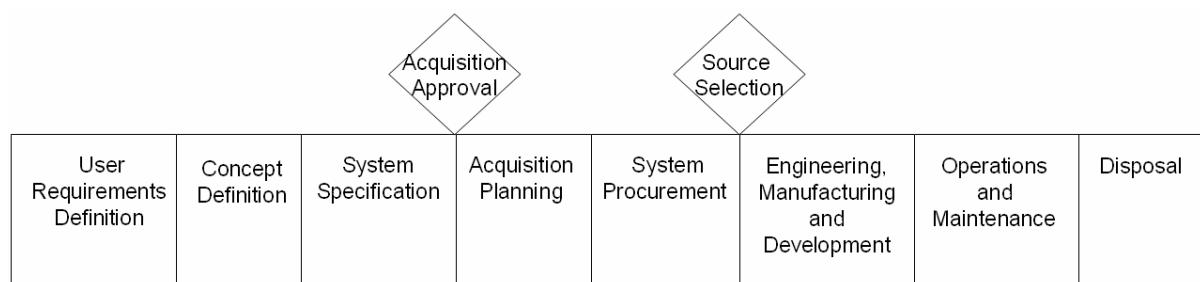 Acquisition
Approval
Source
Selection
User
Requirements
Definition
Concept
Definition
System
Specification
Acquisition
Planning
System
Procurement
Engineering,
Manufacturing
and
Development
Operations
and
Maintenance
Disposal